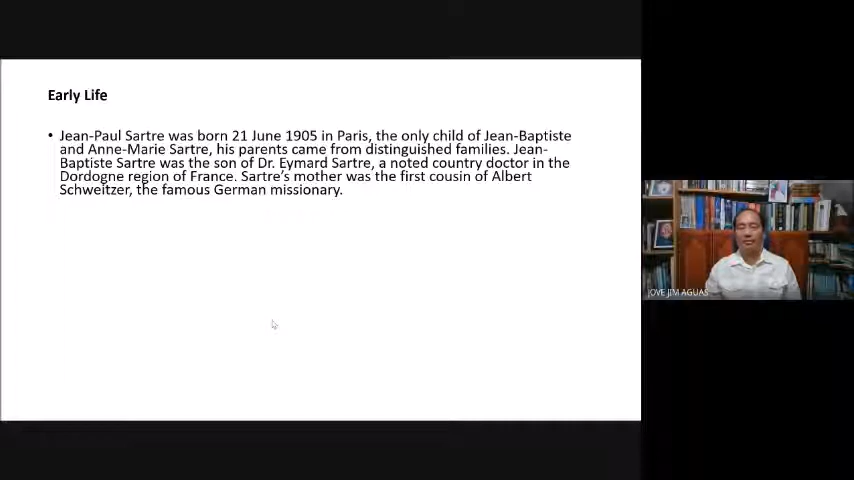 Early Life
• Jean-Paul Sartre was born 21 June 1905 in Paris, the only child of Jean-Baptiste
and Anne-Marie Sartre, his parents came from distinguished families. Jean-
Baptiste Sartre was the son of Dr. Eymard Sartre, a noted country doctor in the
Dordogne region of France. Sartre's mother was the first cousin of Albert
Schweitzer, the famous German missionary.
JOVE JIM AGUAS